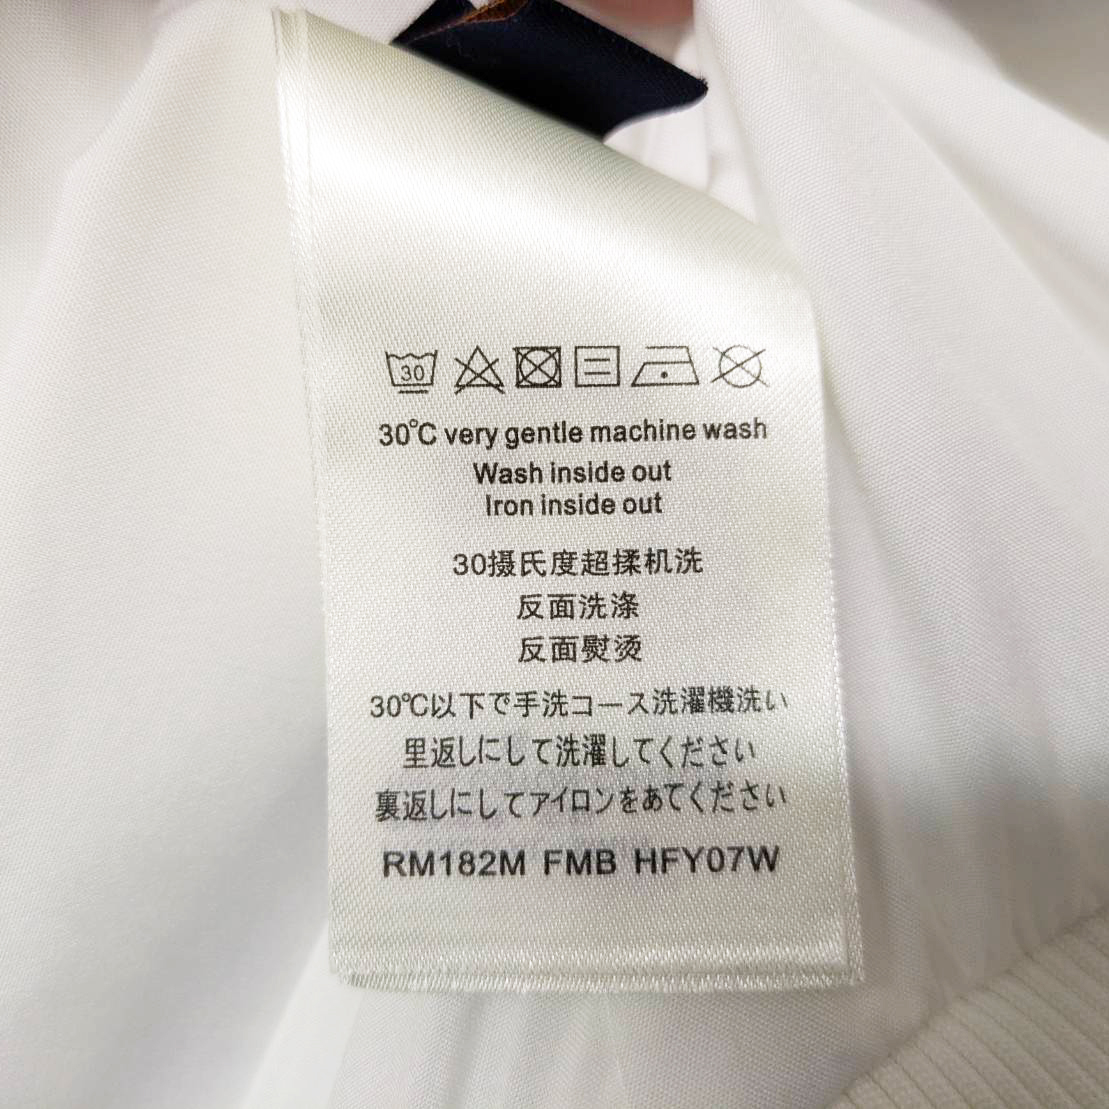 30
30°C very gentle machine wash
Wash inside out
Iron inside out
30摄氏度超揉机洗
反面洗涤
反面熨烫
30℃以下で手洗コース洗濯機洗い
里返しにして洗濯してください
裏返しにしてアイロンをあてください
RM182M FMB HFY07W